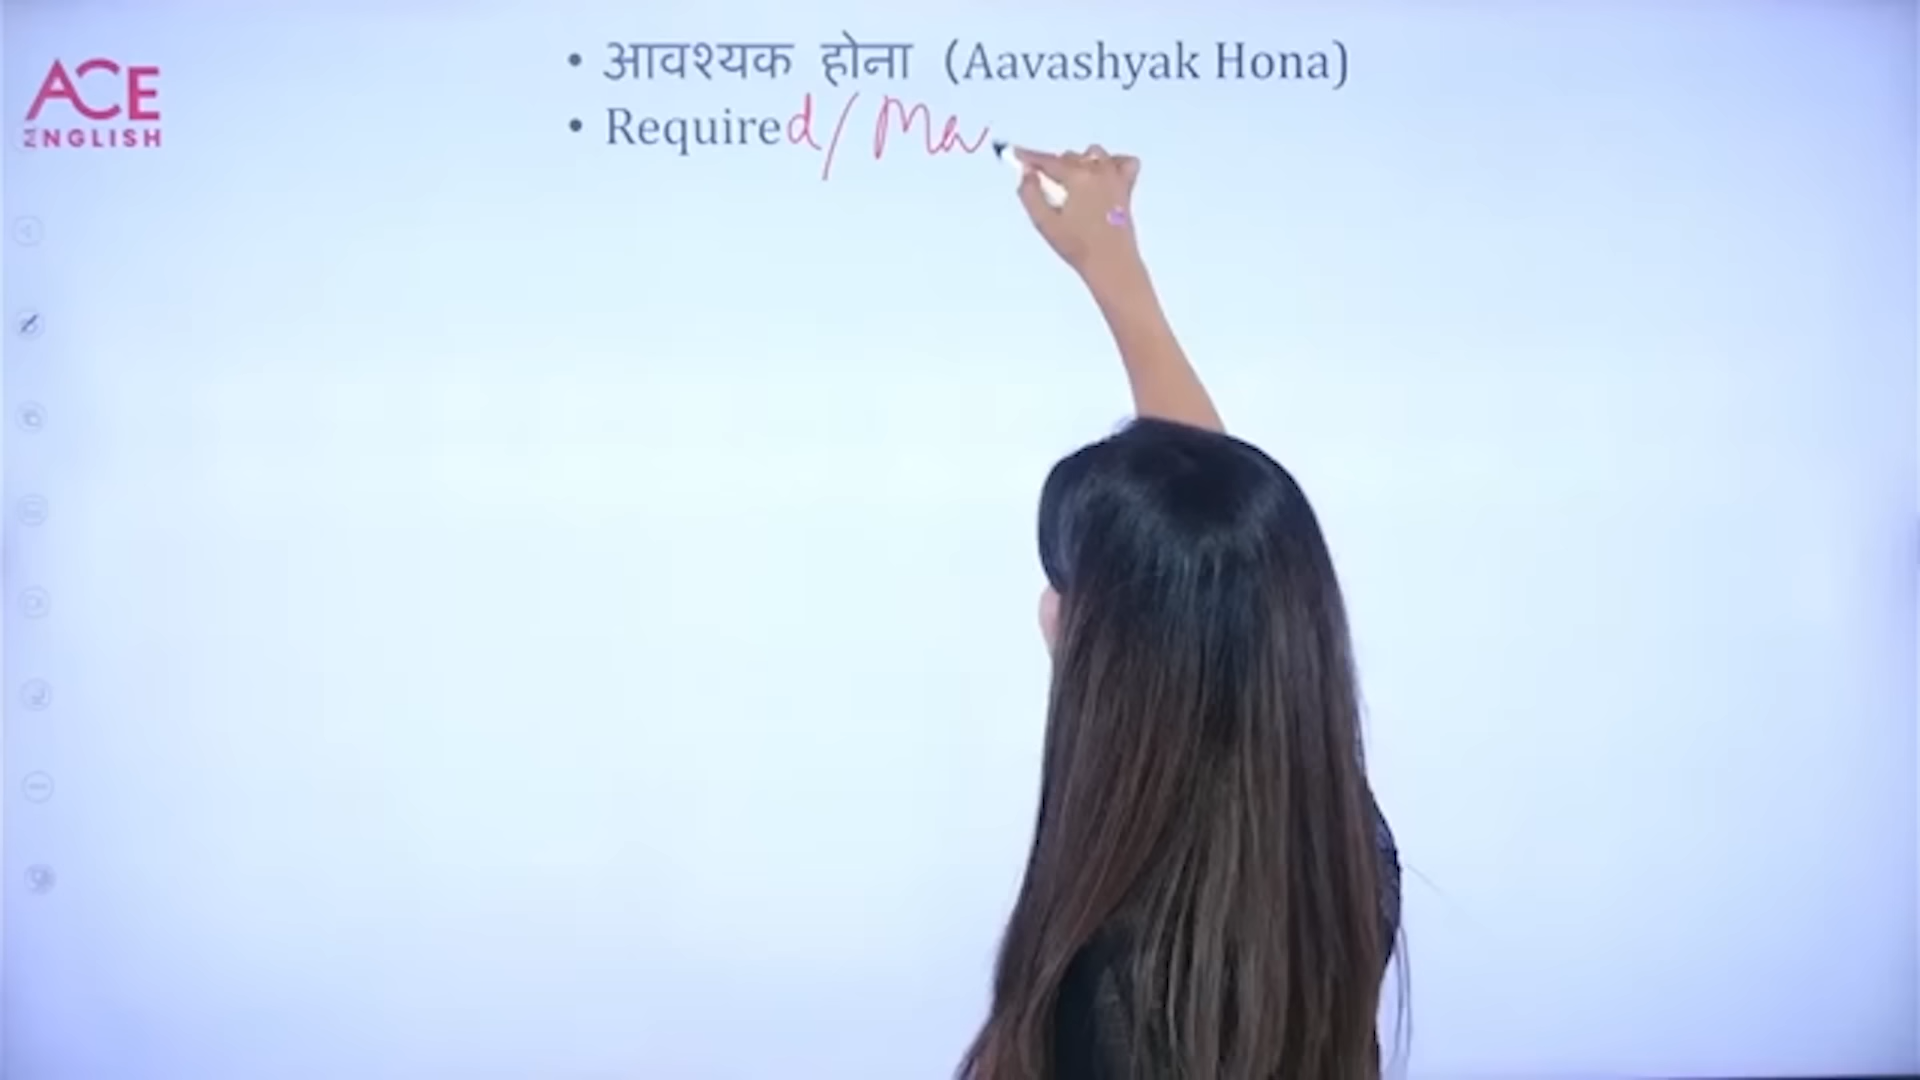 ACE
ENGLISH
• आवश्यक होना (Aavashyak Hona)
• Required/Ma